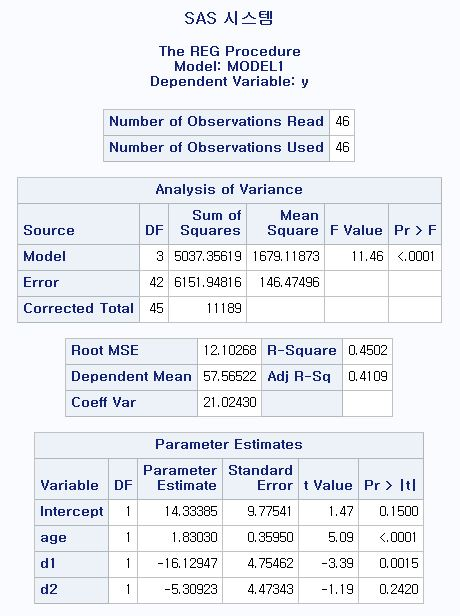 SAS 시스템
The REG Procedure
Model: MODEL1
Dependent Variable: y
Number of Observations Read 46
Number of Observations Used 46
Analysis of Variance
Source DF Sum of Squares Mean Square F Value Pr > F
Model 3 5037.35619 1679.11873 11.46 <.0001
Error 42 6151.94816 146.47496
Corrected Total 45 11189
Root MSE 12.10268 R-Square 0.4502
Dependent Mean 57.56522 Adj R-Sq 0.4109
Coeff Var 21.02430
Parameter Estimates
Variable DF Parameter Estimate Standard Error t Value Pr > |t|
Intercept 1 14.33385 9.77541 1.47 0.1500
age 1 1.83030 0.35950 5.09 <.0001
d1 1 -16.12947 4.75462 -3.39 0.0015
d2 1 -5.30923 4.47343 -1.19 0.2420